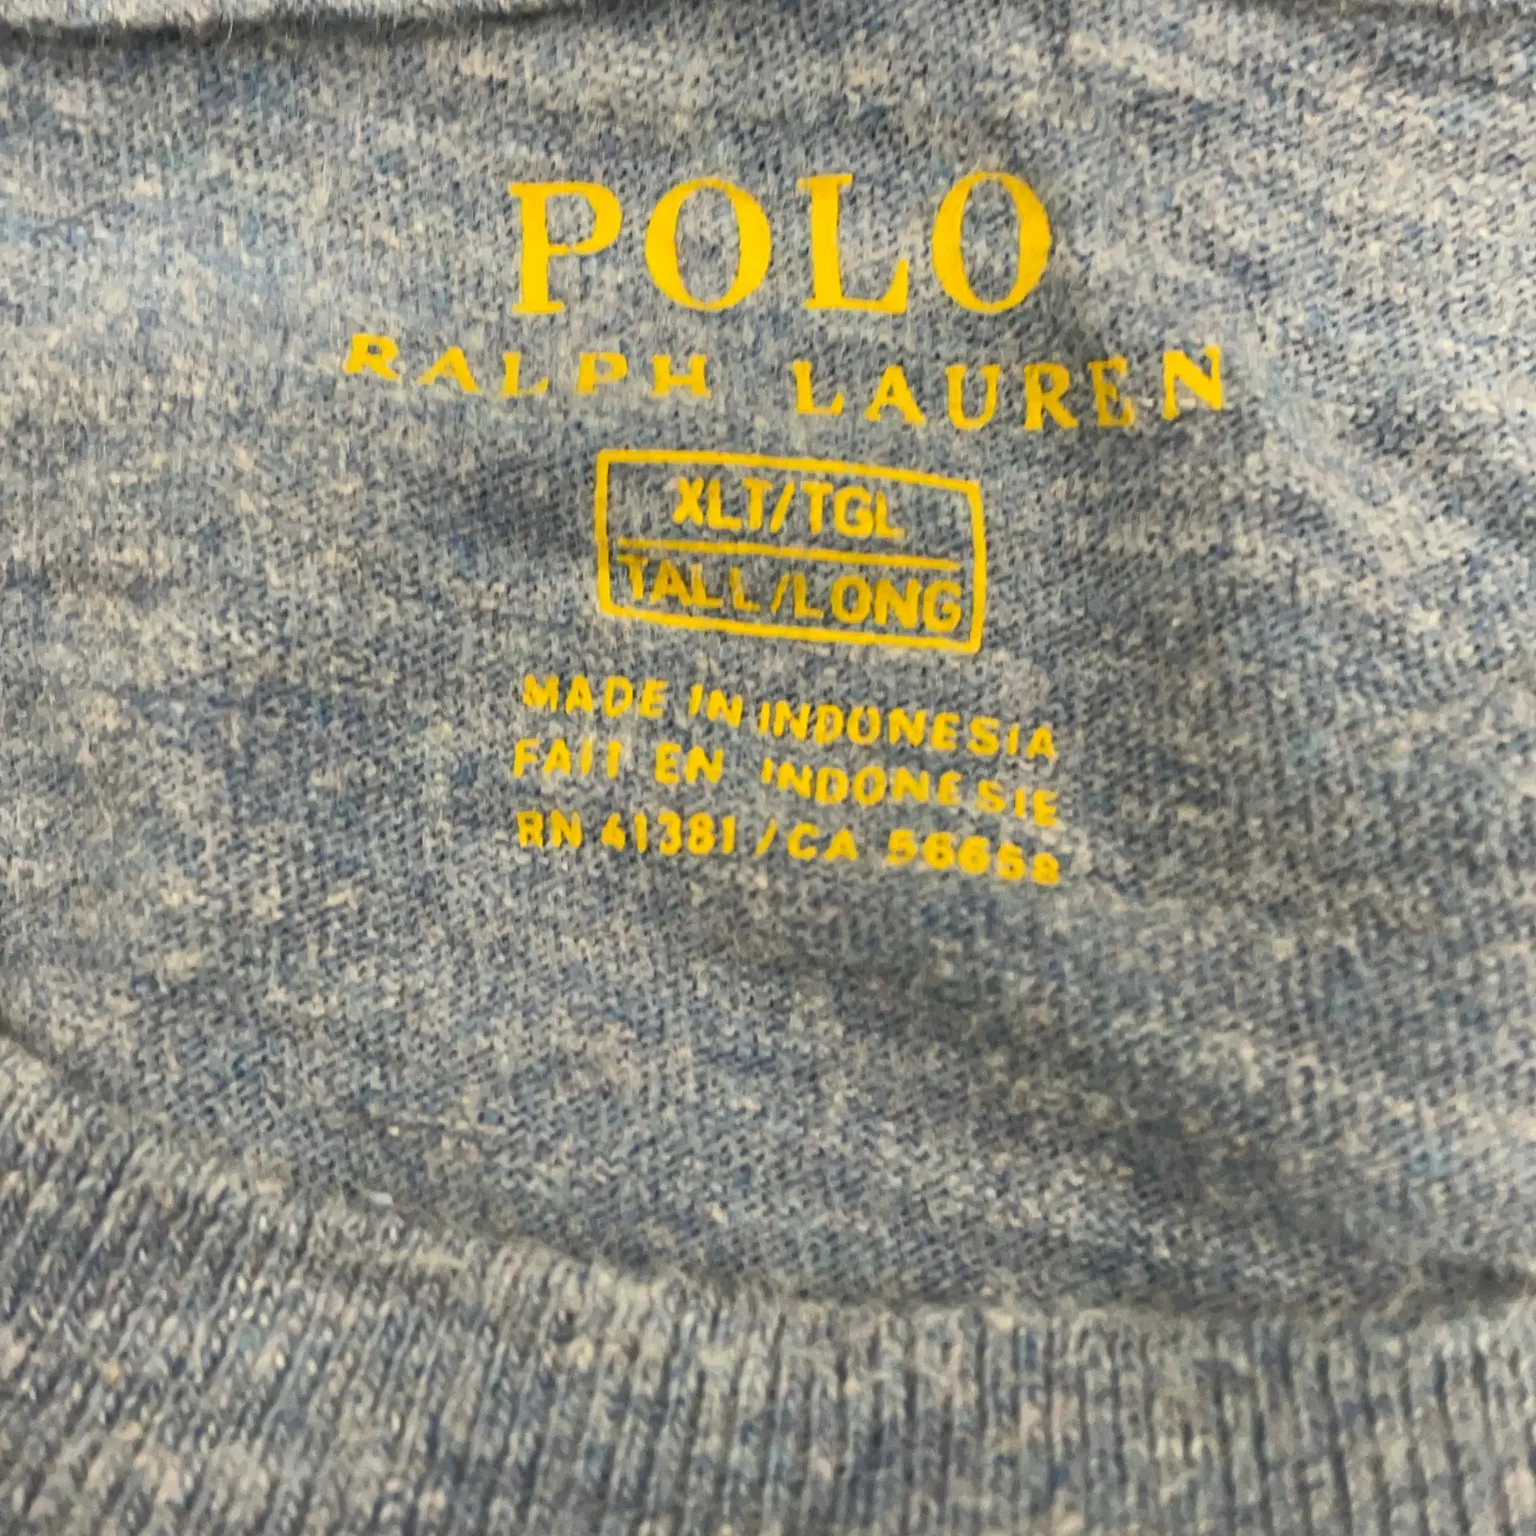 POLO
RALPH LAUREN
XLT/TGL
TALL/LONG
MADE IN INDONESIA
FAIT EN INDONESIE
RN 41381 / CA 56658